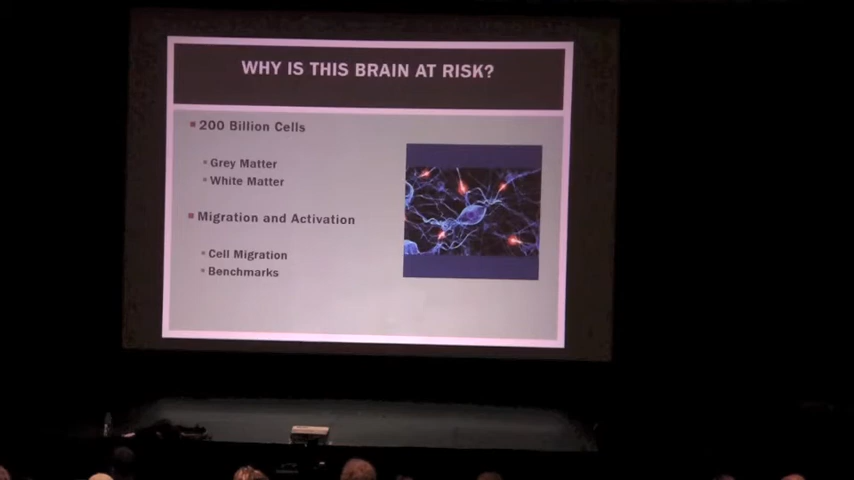 WHY IS THIS BRAIN AT RISK?
200 Billion Cells
Grey Matter
White Matter
Migration and Activation
Cell Migration
Benchmarks